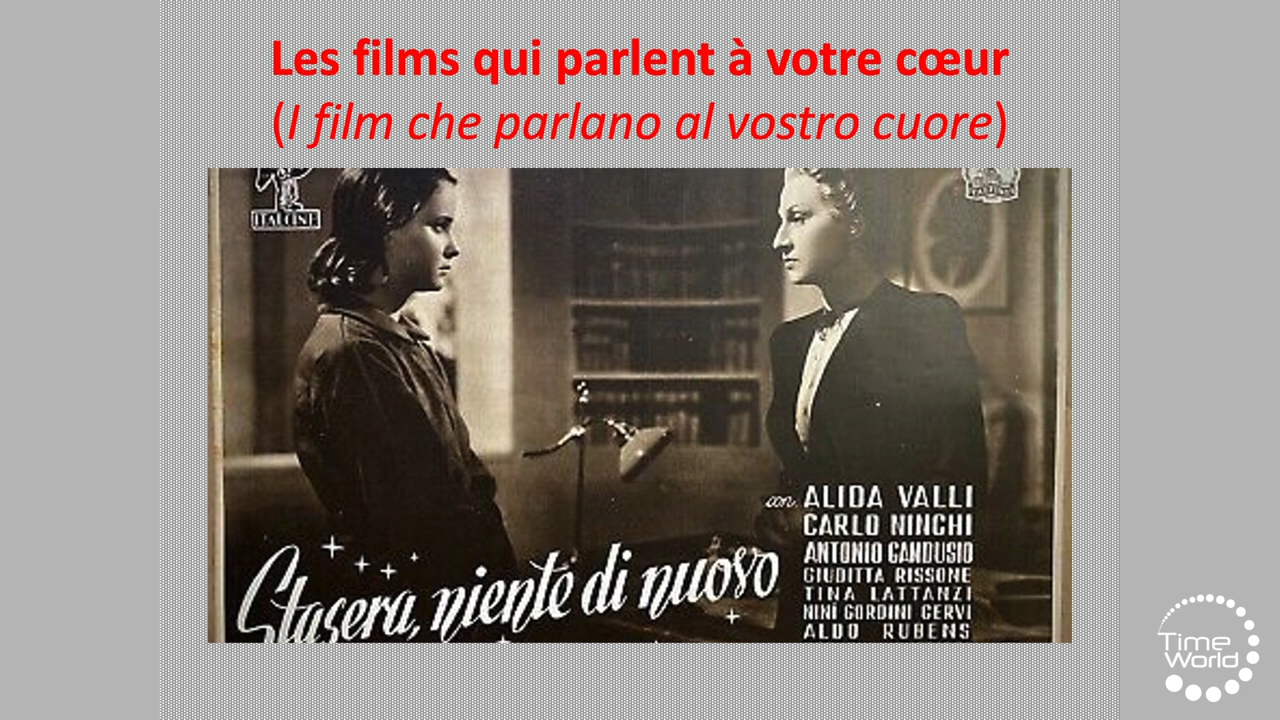 Les films qui parlent à votre cœur
(I film che parlano al vostro cuore)
ITALCINE
con ALIDA VALLI
CARLO NINCHI
ANTONIO GANDUSIO
GIUDITTA RISSONE
TINA LATTANZI
NINÌ GORDINI CERVI
ALDO RUBENS
Stasera, niente di nuovo
Time
World